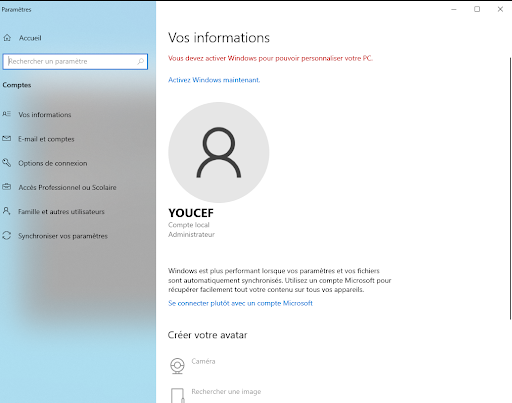 Paramètres
Accueil
Rechercher un paramètre
Comptes
Vos informations
E-mail et comptes
Options de connexion
Accès Professionnel ou Scolaire
Famille et autres utilisateurs
Synchroniser vos paramètres
Vos informations
Vous devez activer Windows pour pouvoir personnaliser votre PC.
Activez Windows maintenant.
YOUCEF
Compte local
Administrateur
Windows est plus performant lorsque vos paramètres et vos fichiers
sont automatiquement synchronisés. Utilisez un compte Microsoft pour
récupérer facilement tout votre contenu sur tous vos appareils.
Se connecter plutôt avec un compte Microsoft
Créer votre avatar
Caméra
Rechercher une image